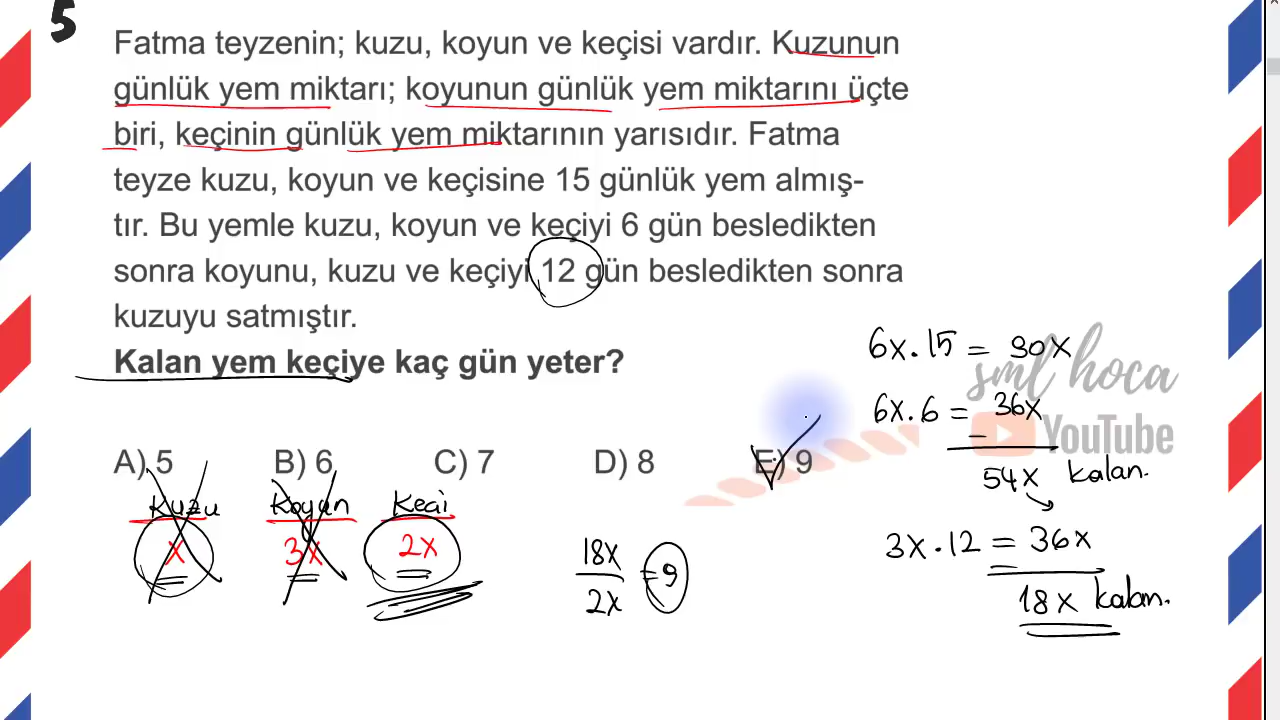 5
Fatma teyzenin; kuzu, koyun ve keçisi vardır. Kuzunun
günlük yem miktarı; koyunun günlük yem miktarını üçte
biri, keçinin günlük yem miktarının yarısıdır. Fatma
teyze kuzu, koyun ve keçisine 15 günlük yem almış-
tır. Bu yemle kuzu, koyun ve keçiyi 6 gün besledikten
sonra koyunu, kuzu ve keçiyi 12 gün besledikten sonra
kuzuyu satmıştır.
Kalan yem keçiye kaç gün yeter?
A) 5 B) 6 C) 7 D) 8 E) 9
Kuzu Koyun Keçi
x 3x 2x
18x
2x
= 9
6x . 15 = 90x
6x . 6 = 36x
54x kalan.
3x . 12 = 36x
18x kalan.
sml hoca
YouTube